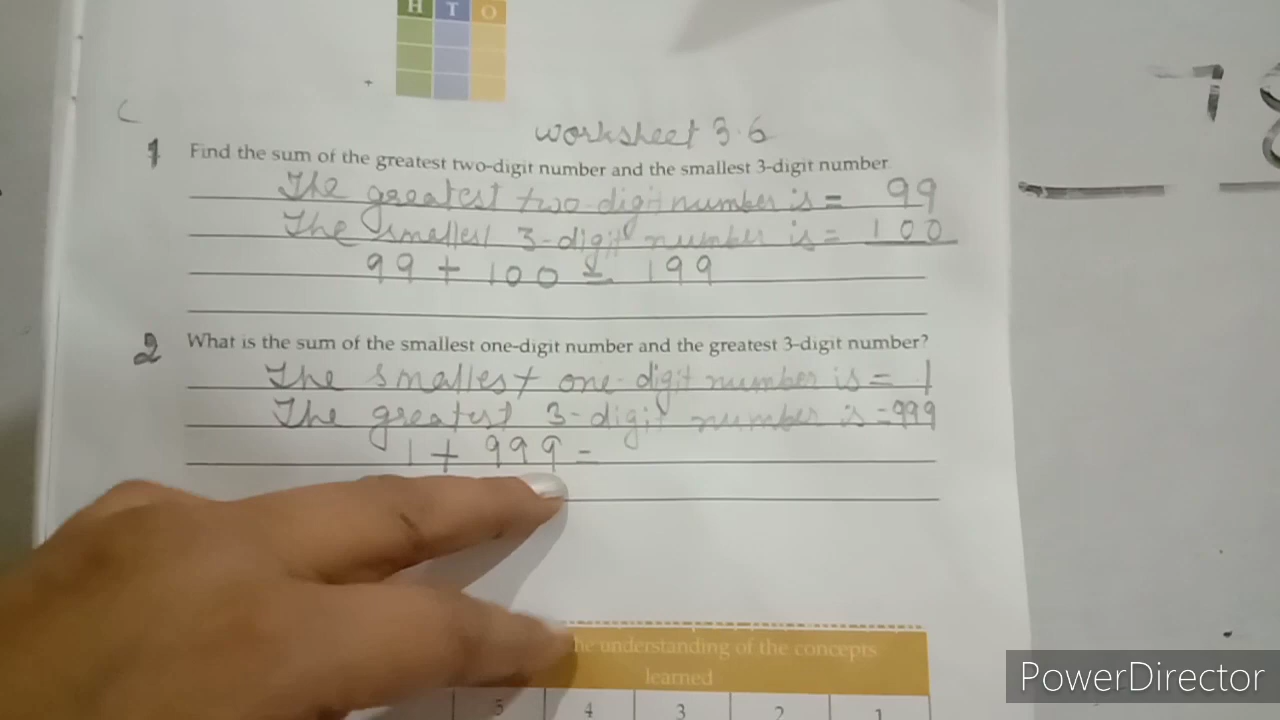 H T O
Worksheet 3.6
1 Find the sum of the greatest two-digit number and the smallest 3-digit number.
The greatest two-digit number is = 99
The smallest 3-digit number is = 100
99 + 100 = 199
2 What is the sum of the smallest one-digit number and the greatest 3-digit number?
The smallest one-digit number is = 1
The greatest 3-digit number is = 999
1 + 999 =
he understanding of the concepts
learned
5 4 3 2 1
PowerDirector